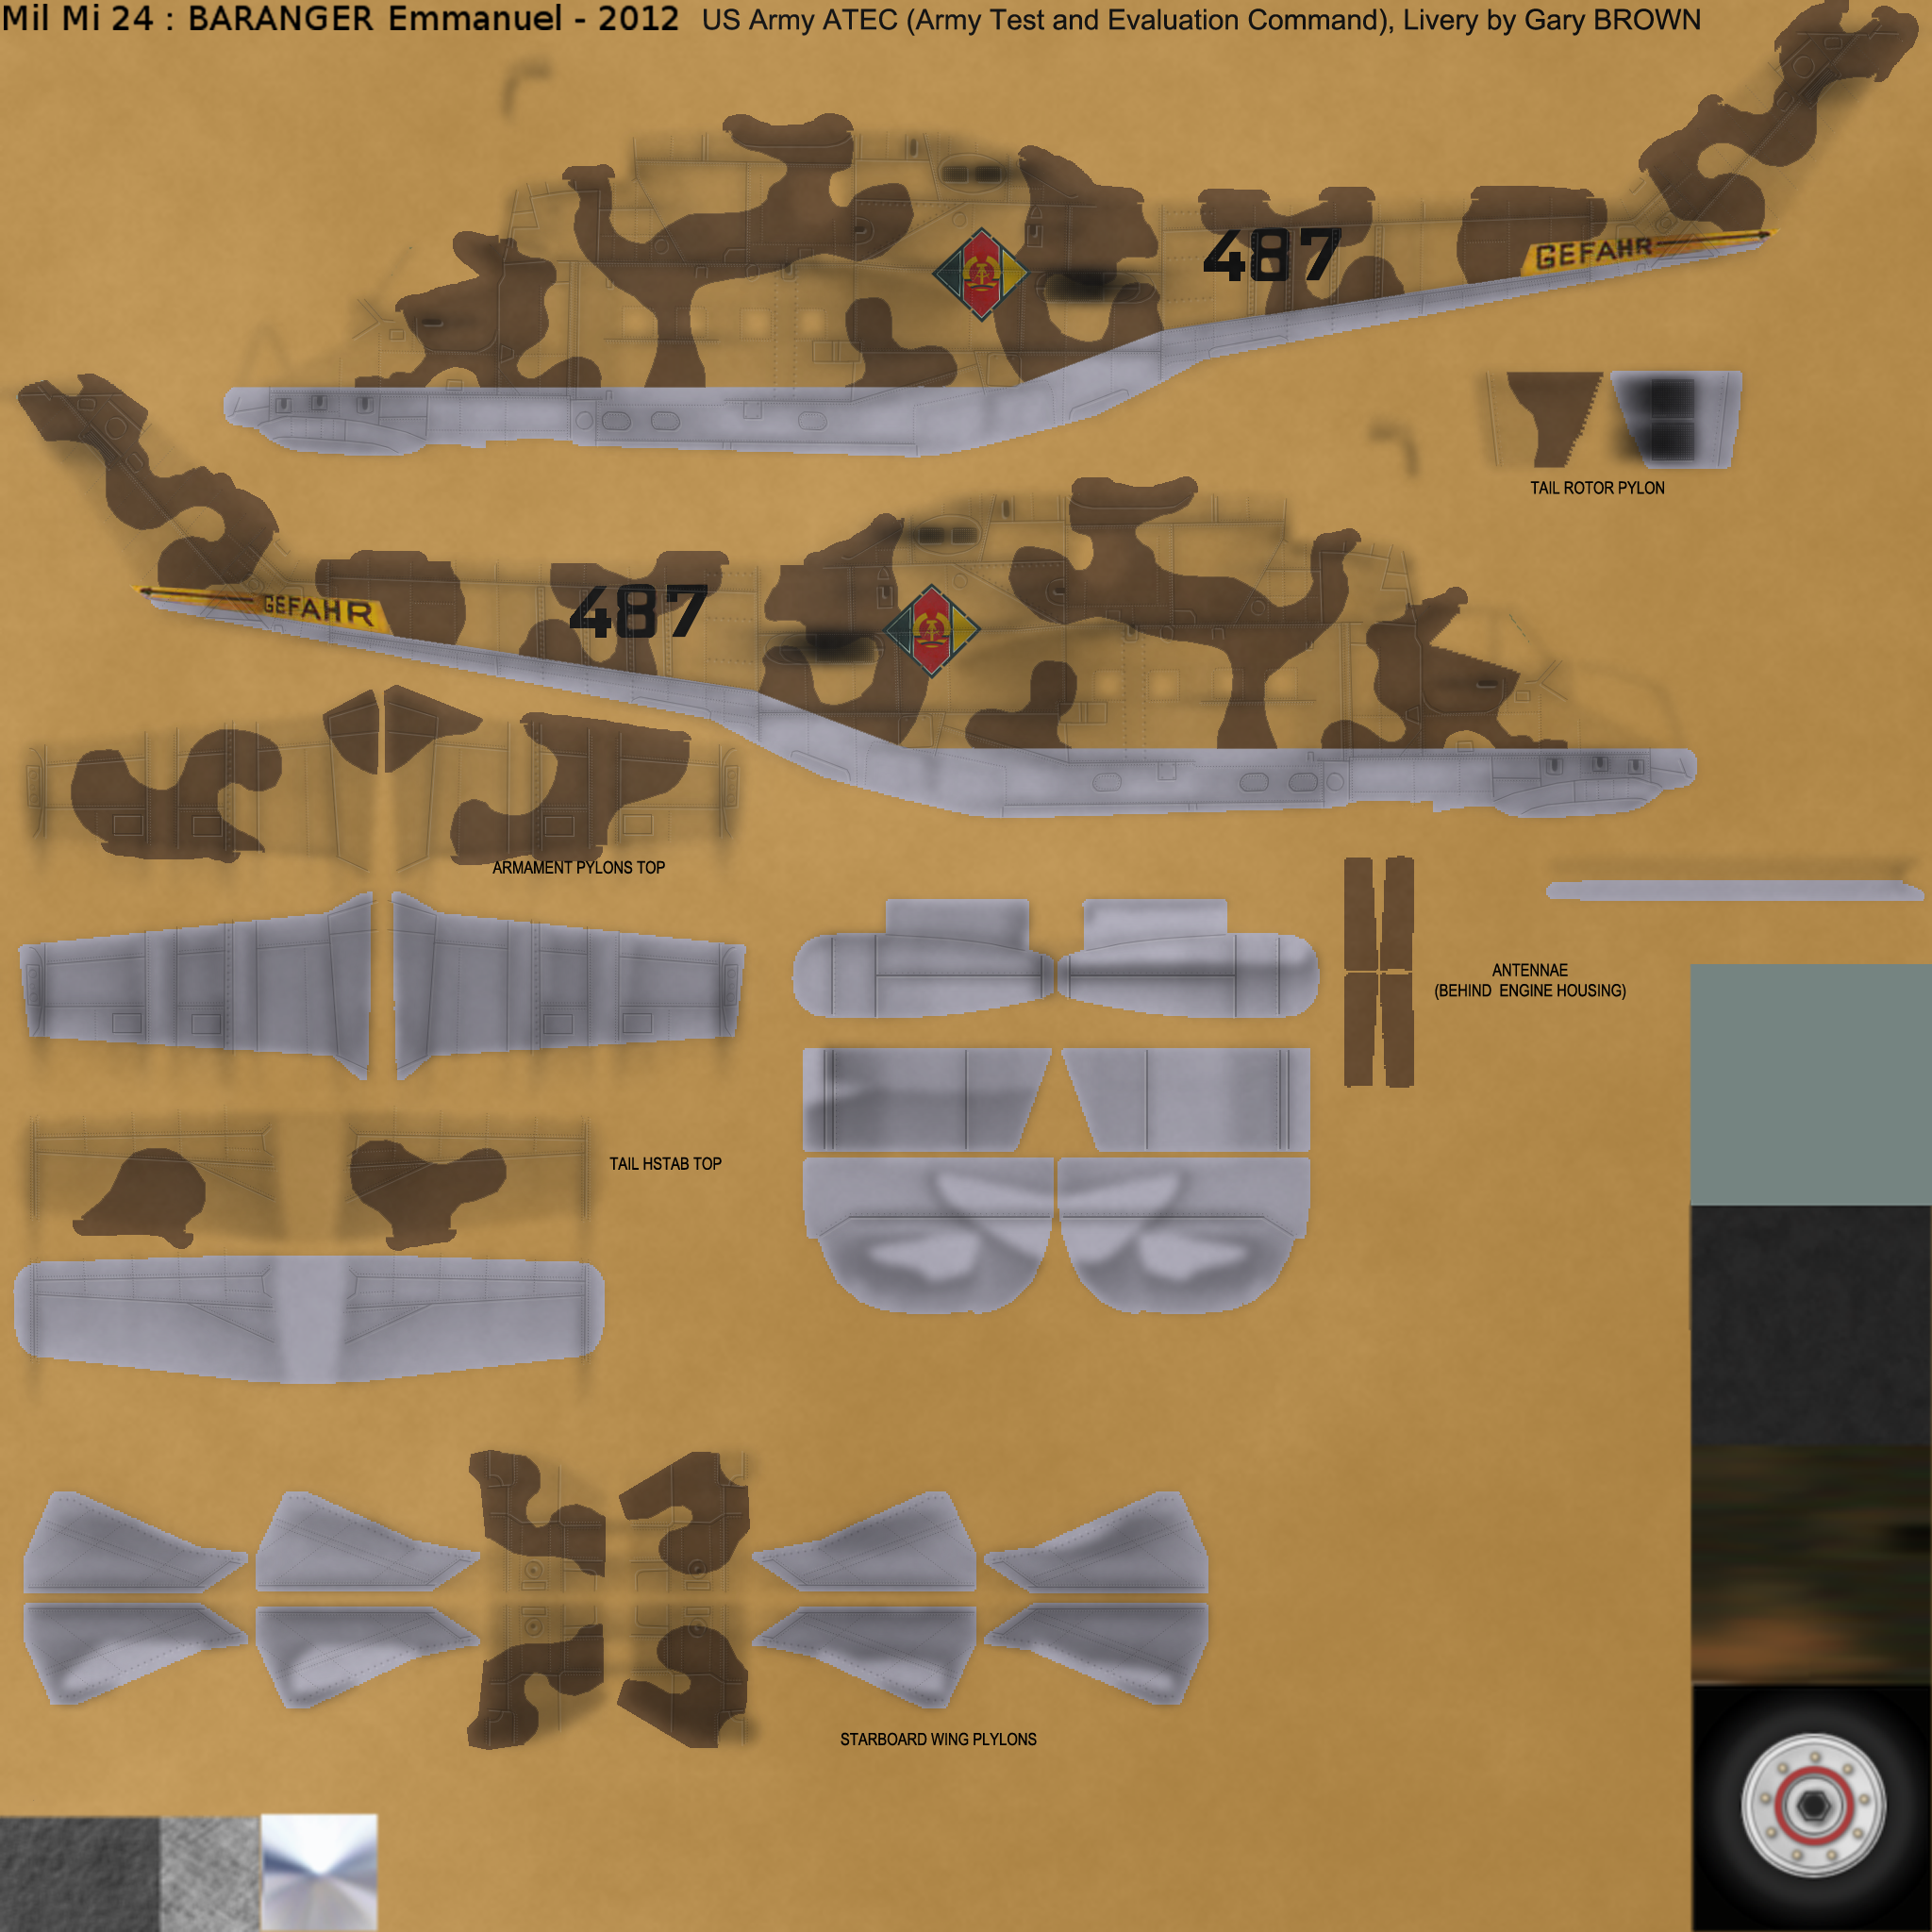 Mil Mi 24 : BARANGER Emmanuel - 2012 US Army ATEC (Army Test and Evaluation Command), Livery by Gary BROWN
487
GEFAHR
TAIL ROTOR PYLON
GEFAHR
487
ARMAMENT PYLONS TOP
ANTENNAE
(BEHIND ENGINE HOUSING)
TAIL HSTAB TOP
STARBOARD WING PLYLONS